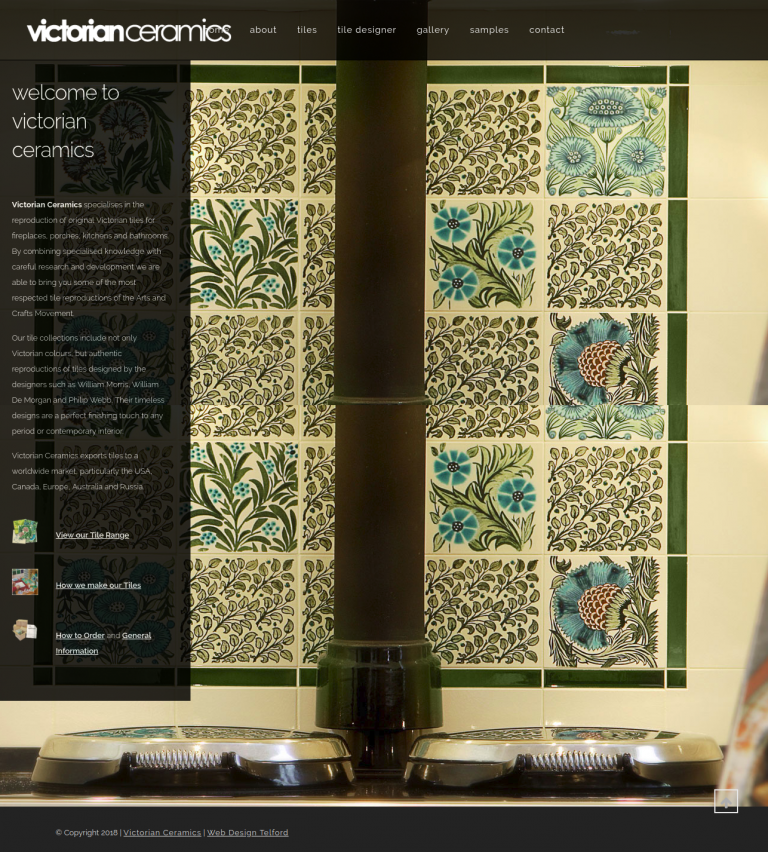 victorianceramics
home about tiles tile designer gallery samples contact
welcome to
victorian
ceramics
Victorian Ceramics specialises in the
reproduction of original Victorian tiles for
fireplaces, porches, kitchens and bathrooms.
By combining specialised knowledge with
careful research and development we are
able to bring you some of the most
respected tile reproductions of the Arts and
Crafts Movement.
Our tile collections include not only
Victorian colours, but authentic
reproductions of tiles designed by the
designers such as William Morris, William
De Morgan and Philip Webb. Their timeless
designs are a perfect finishing touch to any
period or contemporary interior.
Victorian Ceramics exports tiles to a
worldwide market, particularly the USA,
Canada, Europe, Australia and Russia.
View our Tile Range
How we make our Tiles
How to Order and General
Information
© Copyright 2018 | Victorian Ceramics | Web Design Telford